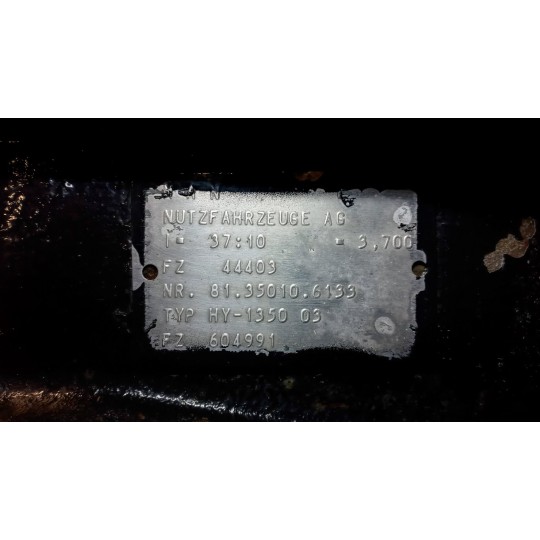 NUTZFAHRZEUGE AG
I= 37:10 = 3,700
FZ 44403
NR. 81.35010.6133
TYP HY-1350 03
FZ 604991